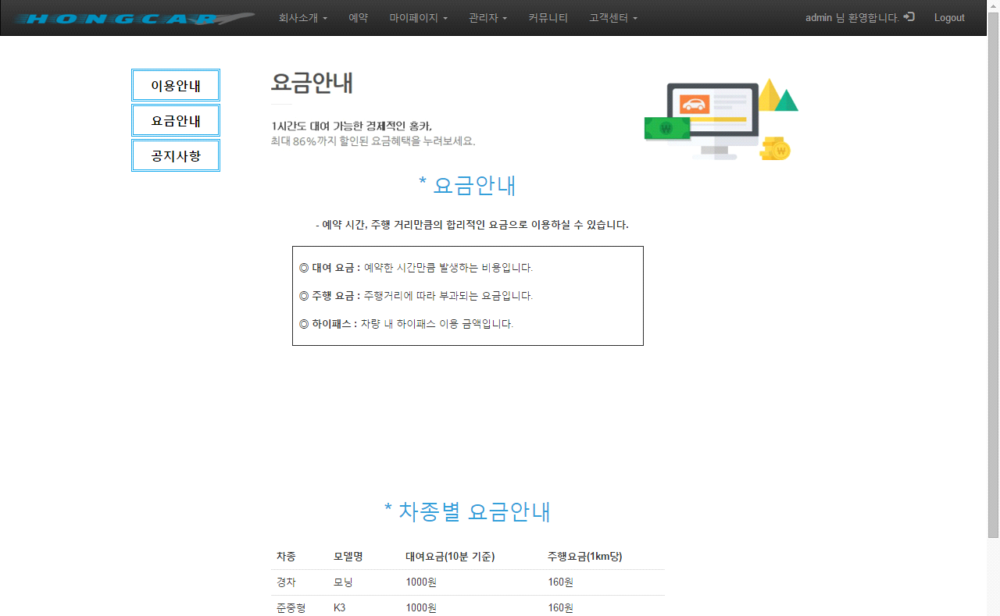 HONGCAR 회사소개 예약 마이페이지 관리자 커뮤니티 고객센터 admin 님 환영합니다. Logout
이용안내
요금안내
공지사항
요금안내
1시간도 대여 가능한 경제적인 홍카,
최대 86%까지 할인된 요금혜택을 누려보세요.
₩
₩
* 요금안내
- 예약 시간, 주행 거리만큼의 합리적인 요금으로 이용하실 수 있습니다.
◎ 대여 요금 : 예약한 시간만큼 발생하는 비용입니다.
◎ 주행 요금 : 주행거리에 따라 부과되는 요금입니다.
◎ 하이패스 : 차량 내 하이패스 이용 금액입니다.
* 차종별 요금안내
차종 모델명 대여요금(10분 기준) 주행요금(1km당)
경차 모닝 1000원 160원
준중형 K3 1000원 160원